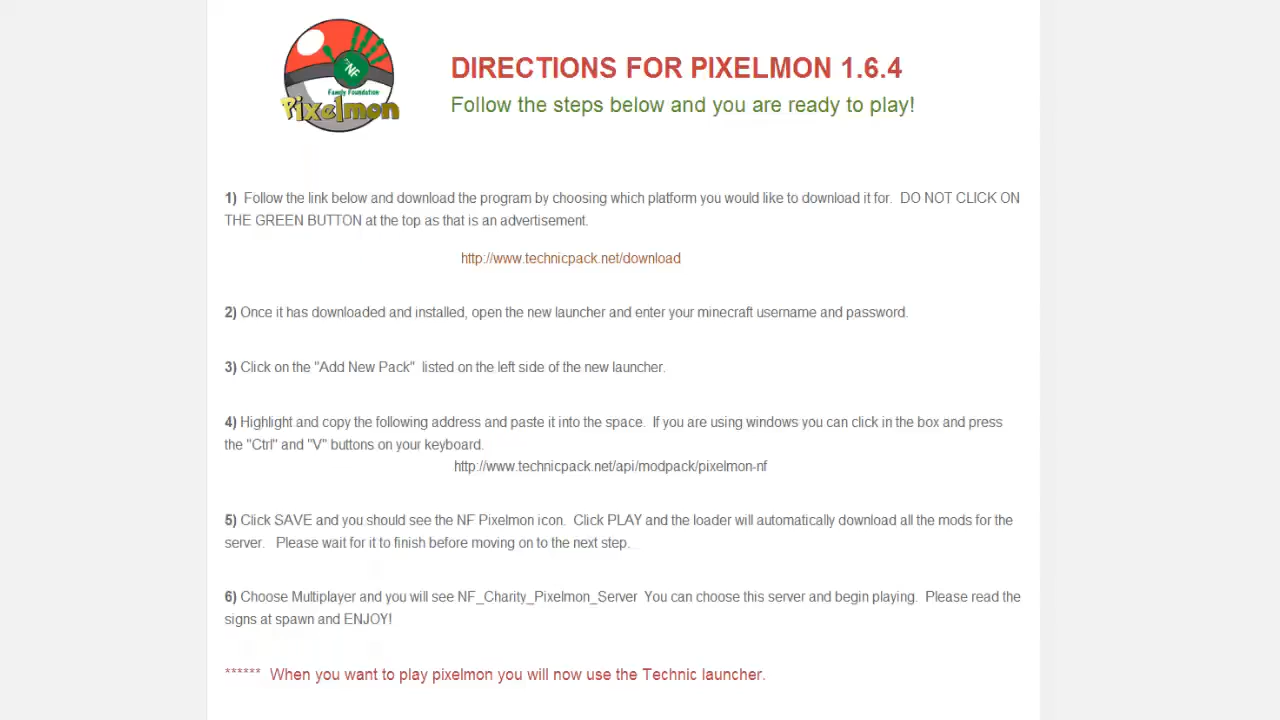 NF
Family Foundation
Pixelmon
DIRECTIONS FOR PIXELMON 1.6.4
Follow the steps below and you are ready to play!
1)  Follow the link below and download the program by choosing which platform you would like to download it for.  DO NOT CLICK ON
THE GREEN BUTTON at the top as that is an advertisement.
http://www.technicpack.net/download
2) Once it has downloaded and installed, open the new launcher and enter your minecraft username and password.
3) Click on the "Add New Pack"  listed on the left side of the new launcher.
4) Highlight and copy the following address and paste it into the space.  If you are using windows you can click in the box and press
the "Ctrl" and "V" buttons on your keyboard.
http://www.technicpack.net/api/modpack/pixelmon-nf
5) Click SAVE and you should see the NF Pixelmon icon.  Click PLAY and the loader will automatically download all the mods for the
server.   Please wait for it to finish before moving on to the next step.
6) Choose Multiplayer and you will see NF_Charity_Pixelmon_Server  You can choose this server and begin playing.  Please read the
signs at spawn and ENJOY!
******  When you want to play pixelmon you will now use the Technic launcher.